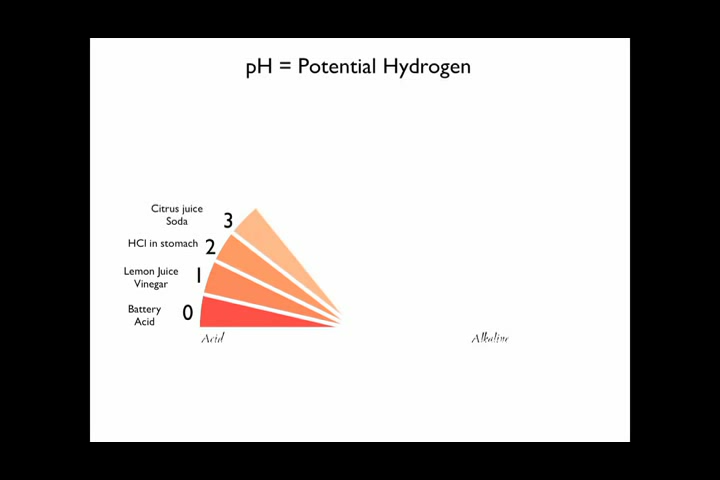 pH = Potential Hydrogen
Citrus juice
Soda
3
HCl in stomach
2
Lemon Juice
Vinegar
1
Battery
Acid
0
Acid
Alkaline